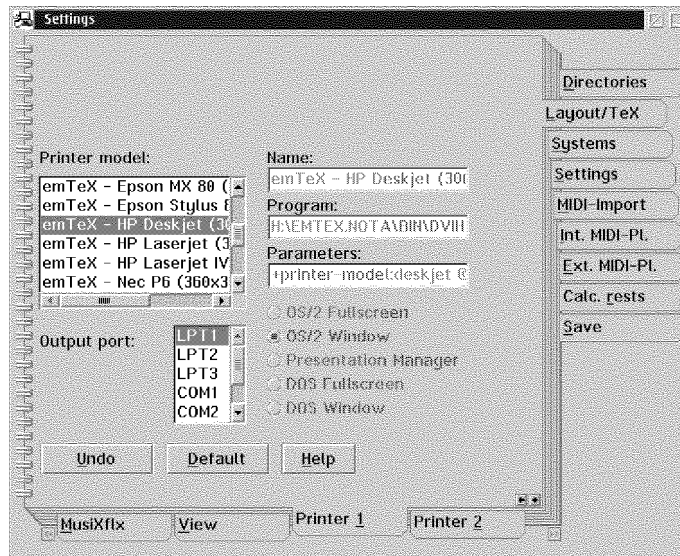 Settings
Directories
Layout/TeX
Systems
Settings
MIDI-Import
Int. MIDI-Pl.
Ext. MIDI-Pl.
Calc. rests
Save
Printer model:
emTeX - Epson MX 80 (
emTeX - Epson Stylus 8
emTeX - HP Deskjet (30
emTeX - HP Laserjet (3
emTeX - HP Laserjet IV
emTeX - Nec P6 (360x3
Name:
emTeX - HP Deskjet (30
Program:
H:\EMTEX.NOTA\BIN\DVIH
Parameters:
+printer-model:deskjet @
OS/2 Fullscreen
OS/2 Window
Presentation Manager
DOS Fullscreen
DOS Window
Output port:
LPT1
LPT2
LPT3
COM1
COM2
Undo
Default
Help
MusiXflx
View
Printer 1
Printer 2